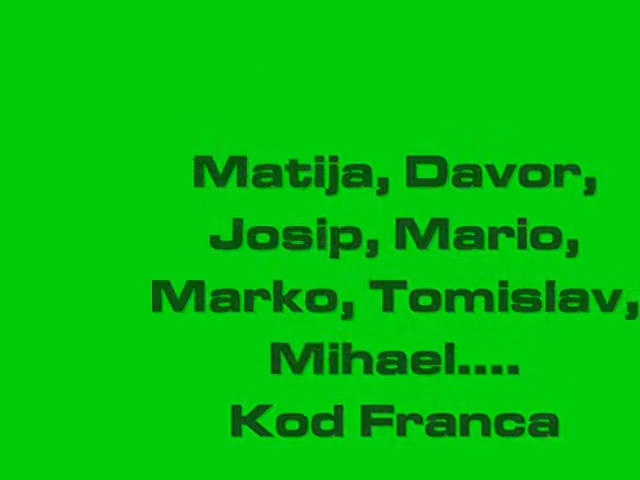 Matija, Davor,
Josip, Mario,
Marko, Tomislav,
Mihael....
Kod Franca